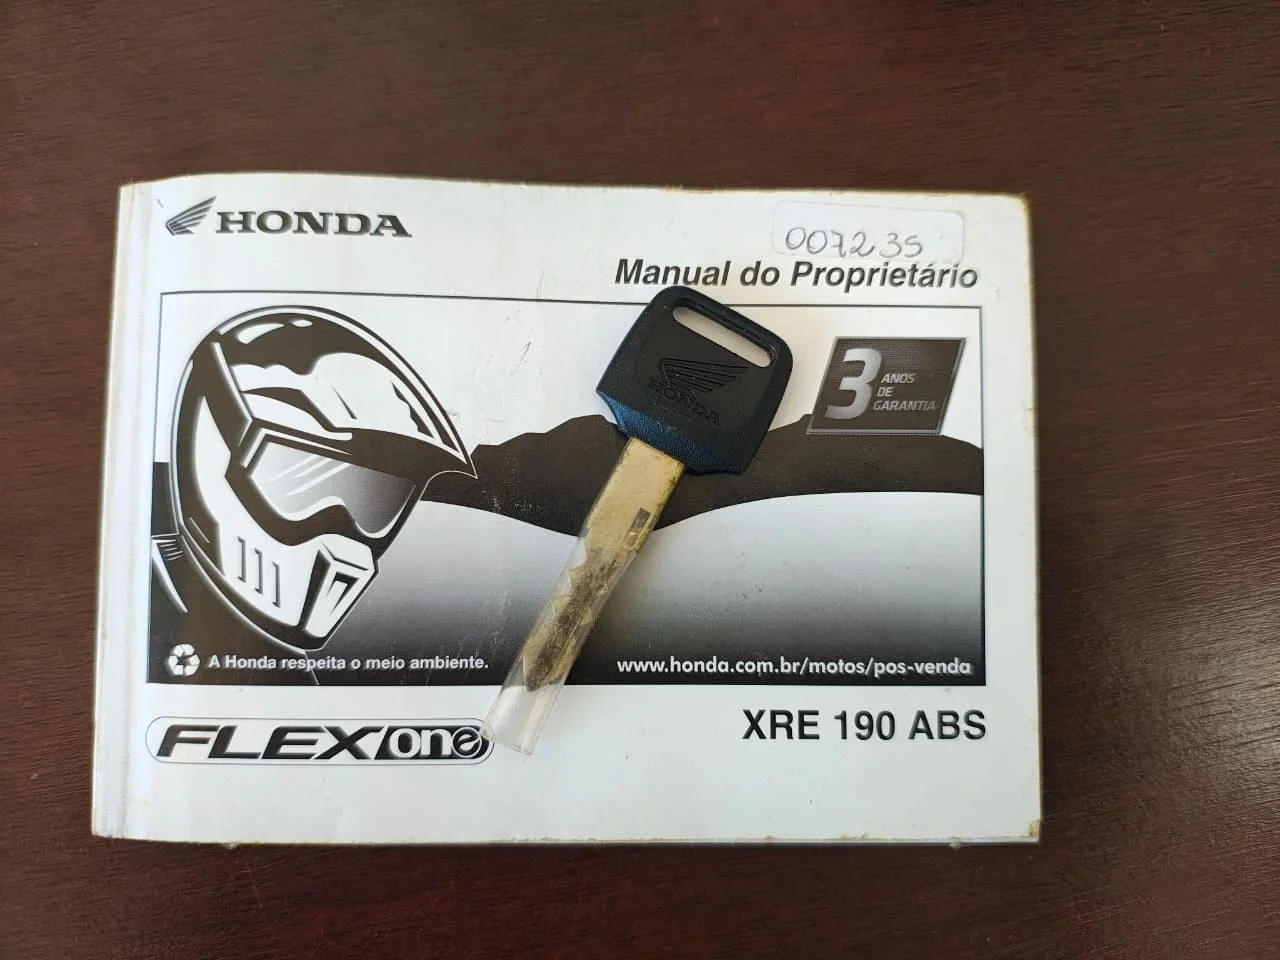 HONDA
007235
Manual do Proprietário
3 ANOS
DE
GARANTIA
HONDA
A Honda respeita o meio ambiente.
www.honda.com.br/motos/pos-venda
FLEXone
XRE 190 ABS